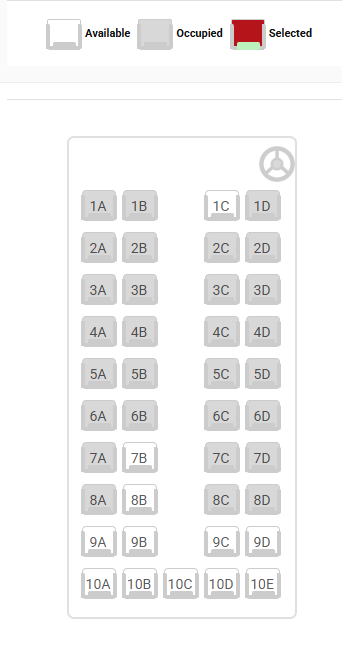 Available Occupied Selected
1A 1B 1C 1D
2A 2B 2C 2D
3A 3B 3C 3D
4A 4B 4C 4D
5A 5B 5C 5D
6A 6B 6C 6D
7A 7B 7C 7D
8A 8B 8C 8D
9A 9B 9C 9D
10A 10B 10C 10D 10E